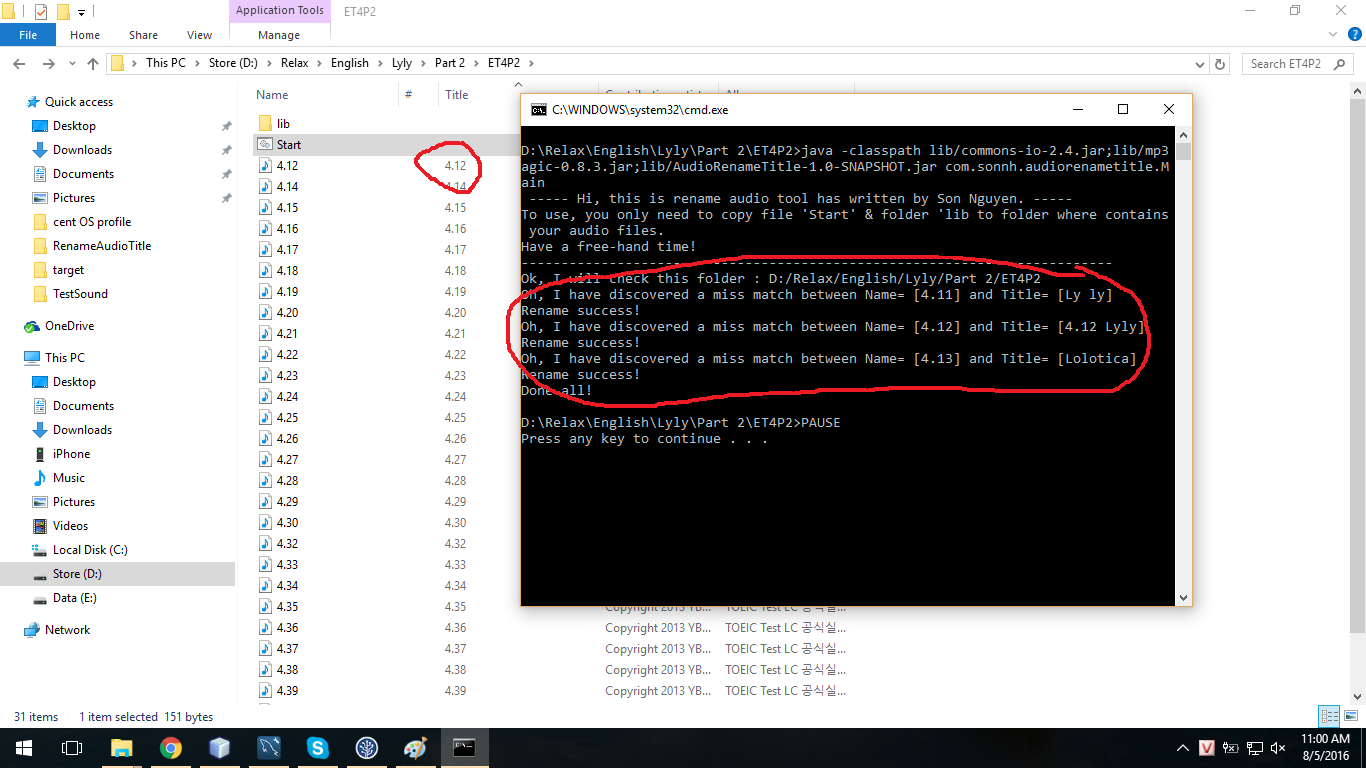 Application Tools
ET4P2
File
Home
Share
View
Manage
This PC
Store (D:)
Relax
English
Lyly
Part 2
ET4P2
Search ET4P2
Quick access
Desktop
Downloads
Documents
Pictures
cent OS profile
RenameAudioTitle
target
TestSound
OneDrive
This PC
Desktop
Documents
Downloads
iPhone
Music
Pictures
Videos
Local Disk (C:)
Store (D:)
Data (E:)
Network
Name # Title
lib
Start
4.12 4.12
4.14 4.14
4.15 4.15
4.16 4.16
4.17 4.17
4.18 4.18
4.19 4.19
4.20 4.20
4.21 4.21
4.22 4.22
4.23 4.23
4.24 4.24
4.25 4.25
4.26 4.26
4.27 4.27
4.28 4.28
4.29 4.29
4.30 4.30
4.32 4.32
4.33 4.33
4.34 4.34
4.35 4.35 Copyright 2013 YB... TOEIC Test LC 공식실...
4.36 4.36 Copyright 2013 YB... TOEIC Test LC 공식실...
4.37 4.37 Copyright 2013 YB... TOEIC Test LC 공식실...
4.38 4.38 Copyright 2013 YB... TOEIC Test LC 공식실...
4.39 4.39 Copyright 2013 YB... TOEIC Test LC 공식실...
C:\WINDOWS\system32\cmd.exe
D:\Relax\English\Lyly\Part 2\ET4P2>java -classpath lib/commons-io-2.4.jar;lib/mp3
agic-0.8.3.jar;lib/AudioRenameTitle-1.0-SNAPSHOT.jar com.sonnh.audiorenametitle.M
ain
----- Hi, this is rename audio tool has written by Son Nguyen. -----
To use, you only need to copy file 'Start' & folder 'lib to folder where contains
your audio files.
Have a free-hand time!
--------------------------------------------------------------------------
Ok, I will check this folder : D:/Relax/English/Lyly/Part 2/ET4P2
Oh, I have discovered a miss match between Name= [4.11] and Title= [Ly ly]
Rename success!
Oh, I have discovered a miss match between Name= [4.12] and Title= [4.12 Lyly]
Rename success!
Oh, I have discovered a miss match between Name= [4.13] and Title= [Lolotica]
Rename success!
Done all!
D:\Relax\English\Lyly\Part 2\ET4P2>PAUSE
Press any key to continue . . .
31 items 1 item selected 151 bytes
11:00 AM
8/5/2016